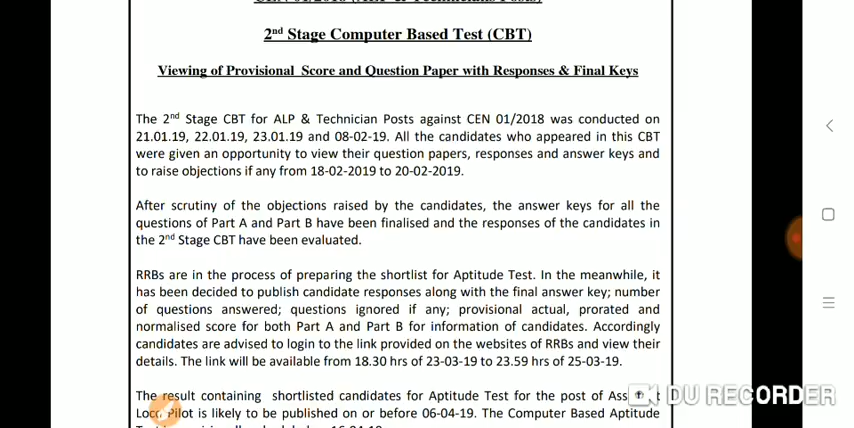 2nd Stage Computer Based Test (CBT)
Viewing of Provisional Score and Question Paper with Responses & Final Keys
The 2nd Stage CBT for ALP & Technician Posts against CEN 01/2018 was conducted on
21.01.19, 22.01.19, 23.01.19 and 08-02-19. All the candidates who appeared in this CBT
were given an opportunity to view their question papers, responses and answer keys and
to raise objections if any from 18-02-2019 to 20-02-2019.
After scrutiny of the objections raised by the candidates, the answer keys for all the
questions of Part A and Part B have been finalised and the responses of the candidates in
the 2nd Stage CBT have been evaluated.
RRBs are in the process of preparing the shortlist for Aptitude Test. In the meanwhile, it
has been decided to publish candidate responses along with the final answer key; number
of questions answered; questions ignored if any; provisional actual, prorated and
normalised score for both Part A and Part B for information of candidates. Accordingly
candidates are advised to login to the link provided on the websites of RRBs and view their
details. The link will be available from 18.30 hrs of 23-03-19 to 23.59 hrs of 25-03-19.
The result containing shortlisted candidates for Aptitude Test for the post of
Pilot is likely to be published on or before 06-04-19. The Computer Based Aptitude
DU RECORDER